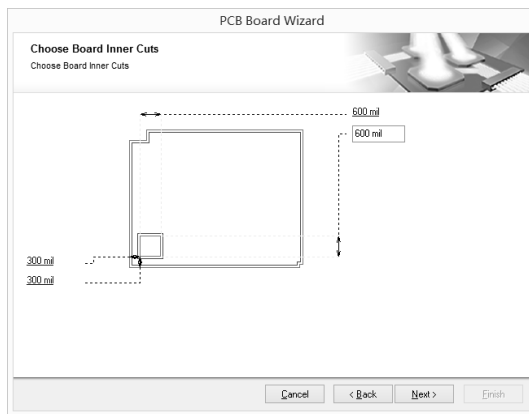 PCB Board Wizard
Choose Board Inner Cuts
Choose Board Inner Cuts
600 mil
600 mil
300 mil
300 mil
Cancel
< Back
Next >
Finish